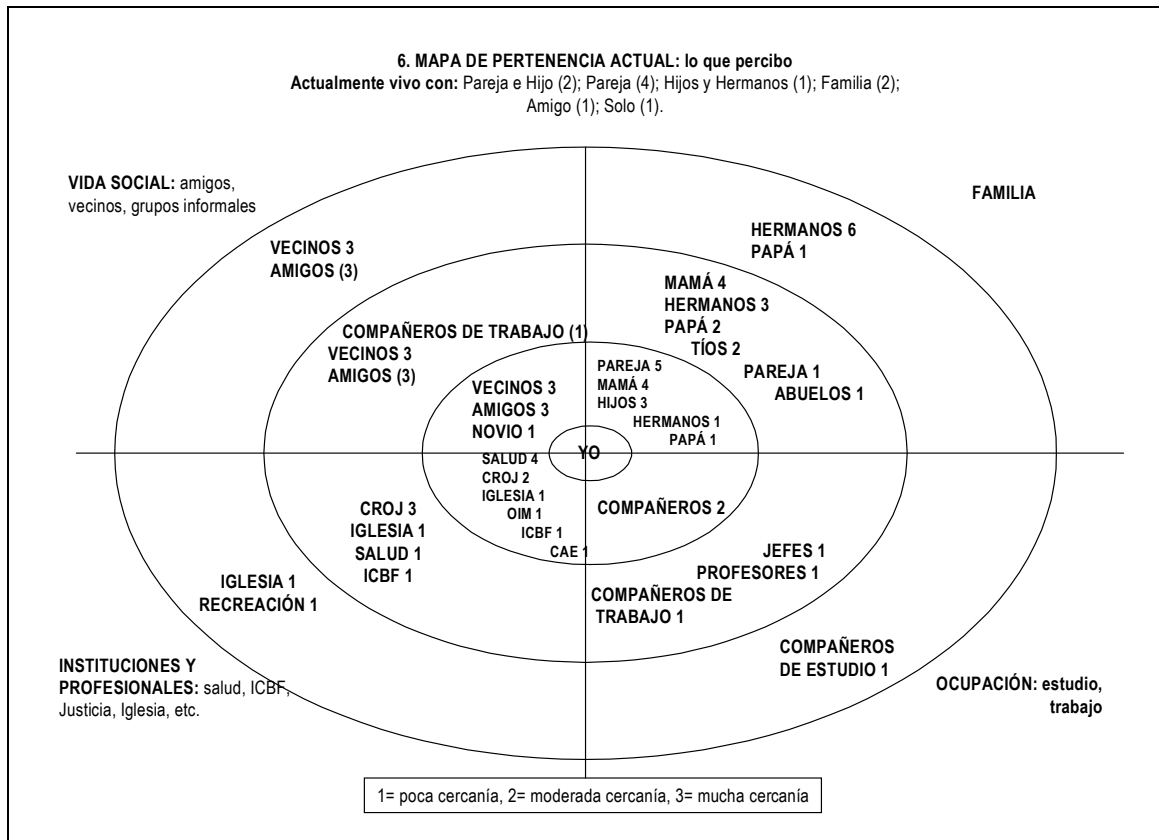 6. MAPA DE PERTENENCIA ACTUAL: lo que percibo
Actualmente vivo con: Pareja e Hijo (2); Pareja (4); Hijos y Hermanos (1); Familia (2);
Amigo (1); Solo (1).
VIDA SOCIAL: amigos,
vecinos, grupos informales
VECINOS 3
AMIGOS (3)
COMPAÑEROS DE TRABAJO (1)
VECINOS 3
AMIGOS (3)
VECINOS 3
AMIGOS 3
NOVIO 1
FAMILIA
HERMANOS 6
PAPÁ 1
MAMÁ 4
HERMANOS 3
PAPÁ 2
TÍOS 2
PAREJA 1
ABUELOS 1
PAREJA 5
MAMÁ 4
HIJOS 3
HERMANOS 1
PAPÁ 1
YO
SALUD 4
CROJ 2
IGLESIA 1
OIM 1
ICBF 1
CAE 1
CROJ 3
IGLESIA 1
SALUD 1
ICBF 1
IGLESIA 1
RECREACIÓN 1
INSTITUCIONES Y
PROFESIONALES: salud, ICBF,
Justicia, Iglesia, etc.
COMPAÑEROS 2
JEFES 1
PROFESORES 1
COMPAÑEROS DE
TRABAJO 1
COMPAÑEROS
DE ESTUDIO 1
OCUPACIÓN: estudio,
trabajo
1= poca cercanía, 2= moderada cercanía, 3= mucha cercanía